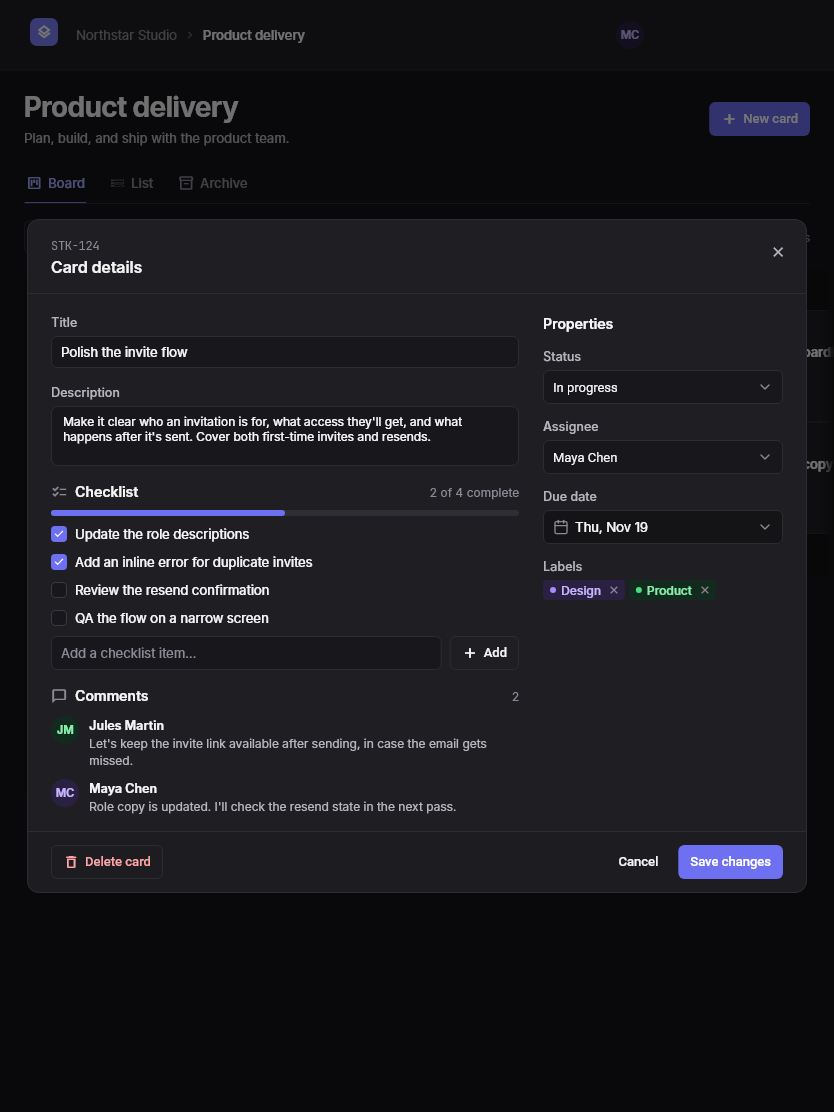 Northstar Studio › Product delivery
MC
Product delivery
Plan, build, and ship with the product team.
New card
Board
List
Archive
STK-124
Card details
Title
Polish the invite flow
Description
Make it clear who an invitation is for, what access they'll get, and what
happens after it's sent. Cover both first-time invites and resends.
Checklist
2 of 4 complete
Update the role descriptions
Add an inline error for duplicate invites
Review the resend confirmation
QA the flow on a narrow screen
Add a checklist item...
Add
Comments
2
JM
Jules Martin
Let's keep the invite link available after sending, in case the email gets
missed.
MC
Maya Chen
Role copy is updated. I'll check the resend state in the next pass.
Properties
Status
In progress
Assignee
Maya Chen
Due date
Thu, Nov 19
Labels
Design
Product
Delete card
Cancel
Save changes
copy